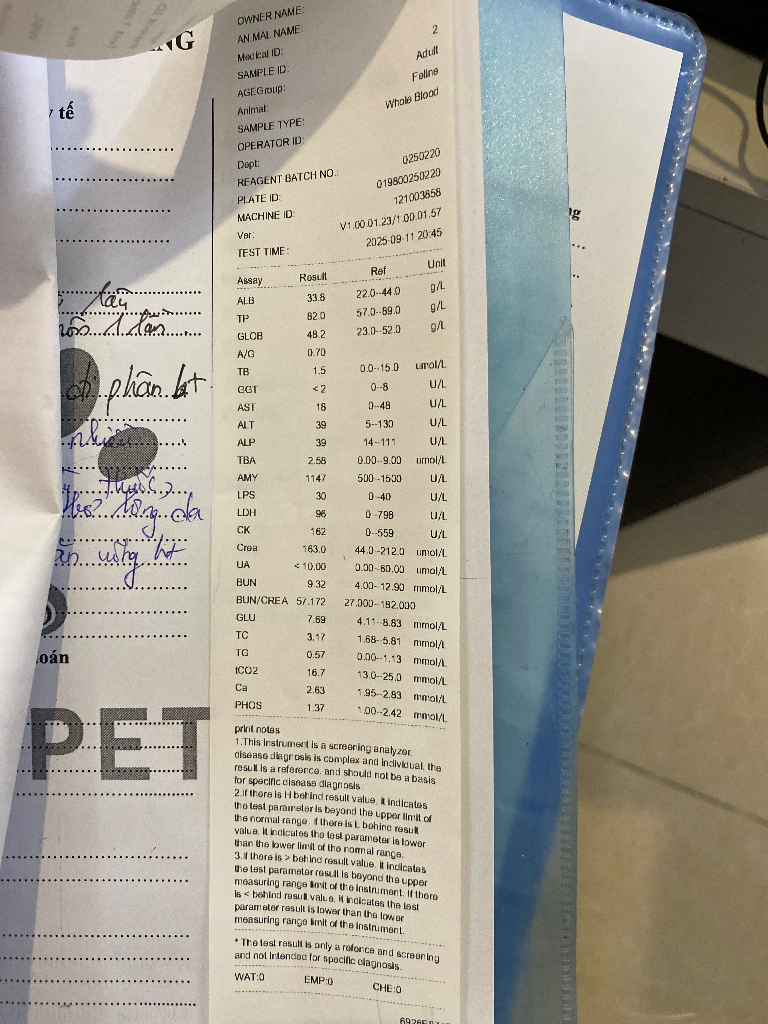 NG
y tế
lần
nôn 1 lần.
phân bt
nhiên
thuốc,
lông da
ăn uống bt
oán
PET
ng
OWNER NAME:
ANIMAL NAME:
Medical ID: 2
SAMPLE ID:
AGEGroup: Adult
Animal: Feline
SAMPLE TYPE: Whole Blood
OPERATOR ID:
Dept:
REAGENT BATCH NO.: 0250220
PLATE ID: 019800250220
MACHINE ID: 121003858
Ver: V1.00.01.23/1.00.01.57
TEST TIME: 2025-09-11 20:45
Assay Result Ref Unit
ALB 33.8 22.0--44.0 g/L
TP 82.0 57.0--89.0 g/L
GLOB 48.2 23.0--52.0 g/L
A/G 0.70
TB 1.5 0.0--15.0 umol/L
GGT <2 0--8 U/L
AST 18 0--48 U/L
ALT 39 5--130 U/L
ALP 39 14--111 U/L
TBA 2.58 0.00--9.00 umol/L
AMY 1147 500--1500 U/L
LPS 30 0--40 U/L
LDH 96 0--798 U/L
CK 162 0--559 U/L
Crea 163.0 44.0--212.0 umol/L
UA <10.00 0.00--60.00 umol/L
BUN 9.32 4.00--12.90 mmol/L
BUN/CREA 57.172 27.000--182.000
GLU 7.69 4.11--8.83 mmol/L
TC 3.17 1.68--5.81 mmol/L
TG 0.57 0.00--1.13 mmol/L
tCO2 16.7 13.0--25.0 mmol/L
Ca 2.63 1.95--2.83 mmol/L
PHOS 1.37 1.00--2.42 mmol/L
print notes
1.This Instrument is a screening analyzer,
disease diagnosis is complex and individual, the
result is a reference, and should not be a basis
for specific disease diagnosis.
2.if there is H behind result value, it indicates
the test parameter is beyond the upper limit of
the normal range. if there is L behind result
value, it indicates the test parameter is lower
than the lower limit of the normal range.
3.if there is > behind result value, it indicates
the test parameter result is beyond the upper
measuring range limit of the instrument. If there
is < behind result value, it indicates the test
parameter result is lower than the lower
measuring range limit of the instrument.
* The test result is only a refonce and screening
and not intended for specific diagnosis.
WAT:0 EMP:0 CHE:0